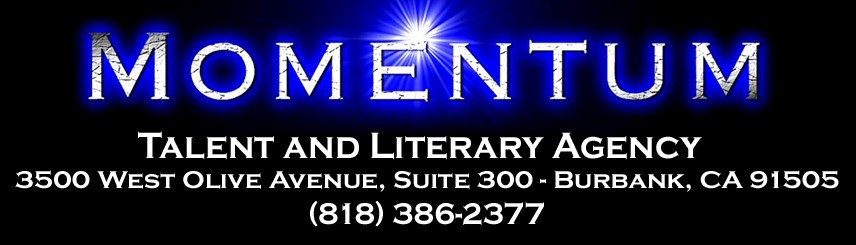 MOMENTUM
TALENT AND LITERARY AGENCY
3500 WEST OLIVE AVENUE, SUITE 300 - BURBANK, CA 91505
(818) 386-2377